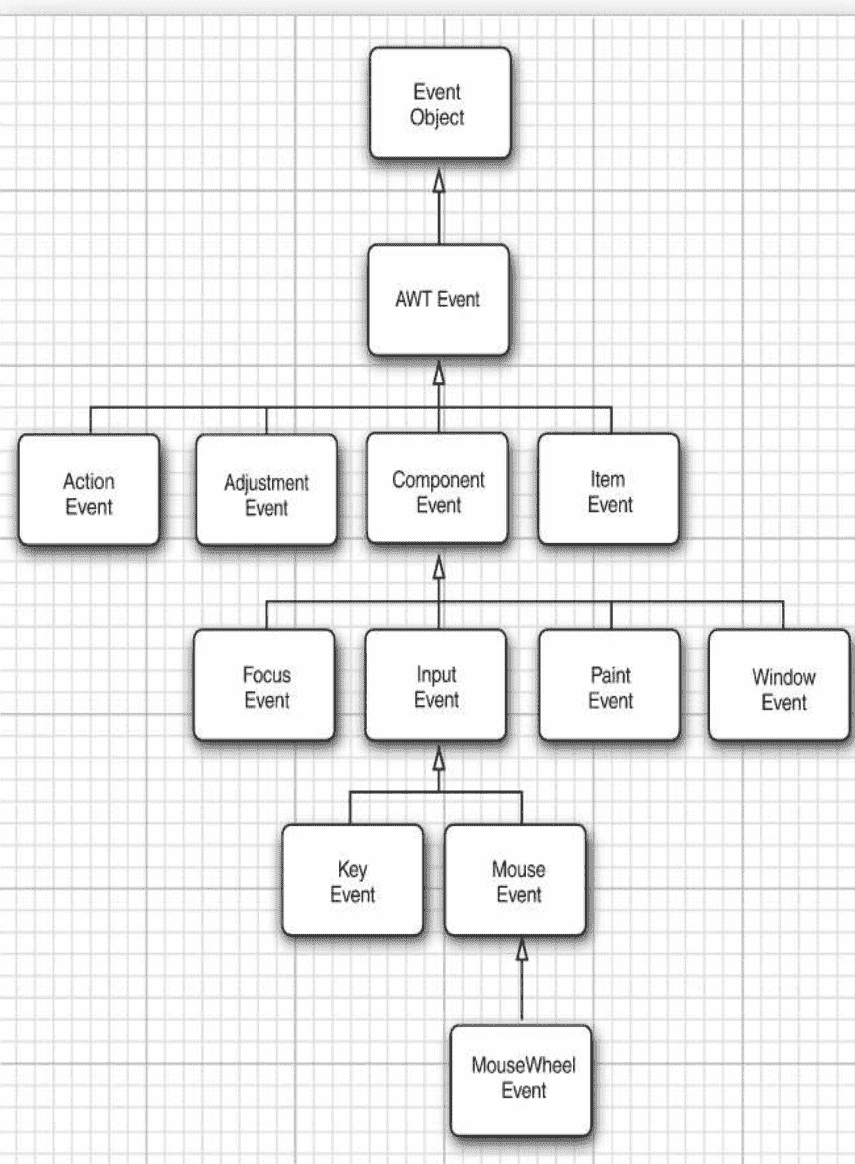 Event
Object
AWT Event
Action
Event
Adjustment
Event
Component
Event
Item
Event
Focus
Event
Input
Event
Paint
Event
Window
Event
Key
Event
Mouse
Event
MouseWheel
Event